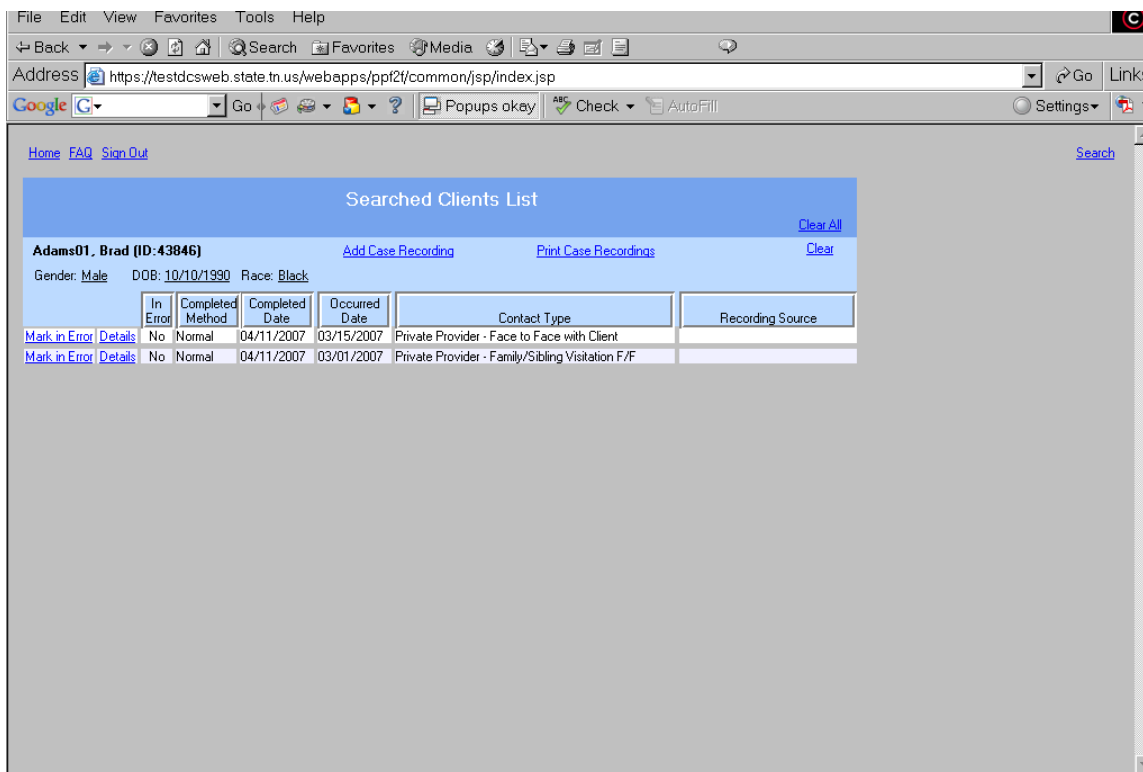 File Edit View Favorites Tools Help
Back Search Favorites Media
Address https://testdcsweb.state.tn.us/webapps/ppf2f/common/jsp/index.jsp Go Links
Google G Go Popups okay ABC Check AutoFill Settings
Home FAQ Sign Out Search
Searched Clients List
Clear All
Adams01, Brad (ID:43846) Add Case Recording Print Case Recordings Clear
Gender: Male DOB: 10/10/1990 Race: Black
In Error Completed Method Completed Date Occurred Date Contact Type Recording Source
Mark in Error Details No Normal 04/11/2007 03/15/2007 Private Provider - Face to Face with Client
Mark in Error Details No Normal 04/11/2007 03/01/2007 Private Provider - Family/Sibling Visitation F/F